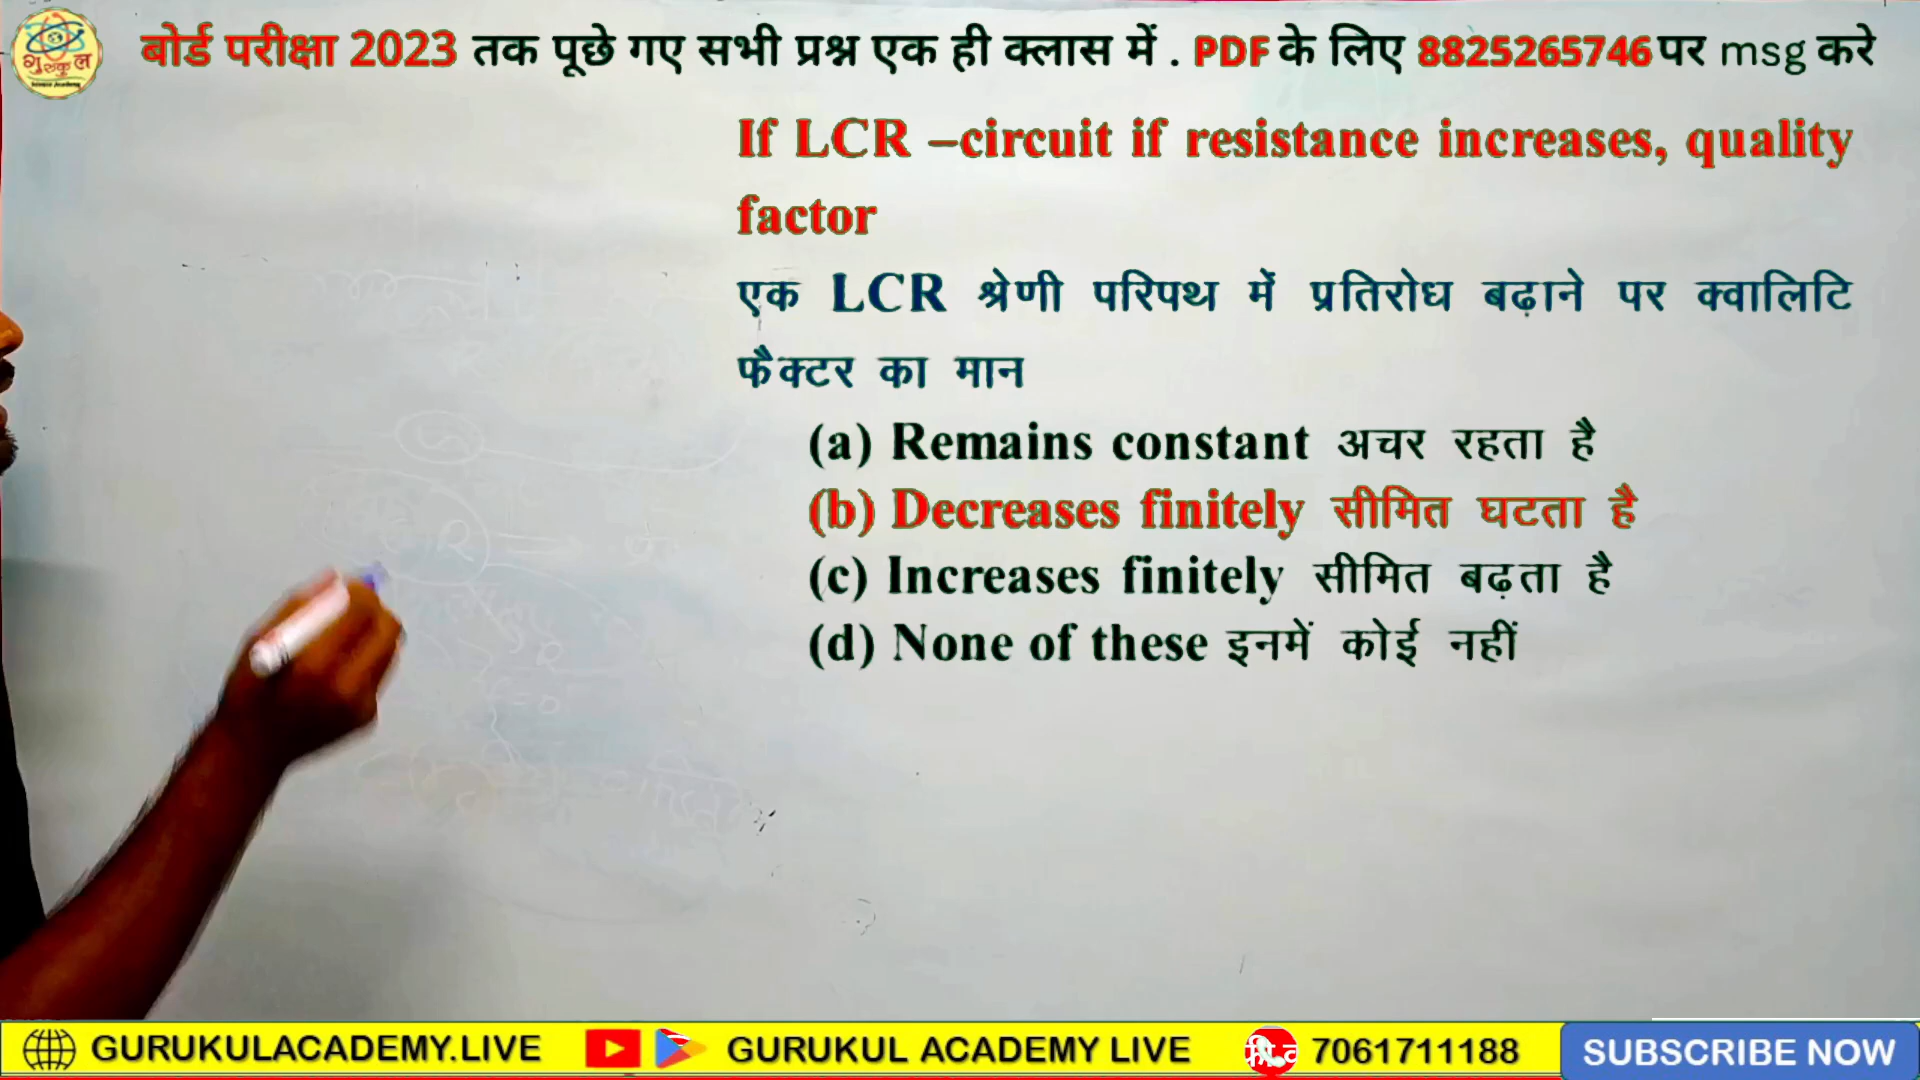 बोर्ड परीक्षा 2023 तक पूछे गए सभी प्रश्न एक ही क्लास में . PDF के लिए 8825265746 पर msg करे
गुरुकुल
Science Academy
If LCR –circuit if resistance increases, quality
factor
एक LCR श्रेणी परिपथ में प्रतिरोध बढ़ाने पर क्वालिटि
फैक्टर का मान
(a) Remains constant अचर रहता है
(b) Decreases finitely सीमित घटता है
(c) Increases finitely सीमित बढ़ता है
(d) None of these इनमें कोई नहीं
GURUKULACADEMY.LIVE GURUKUL ACADEMY LIVE 7061711188 SUBSCRIBE NOW